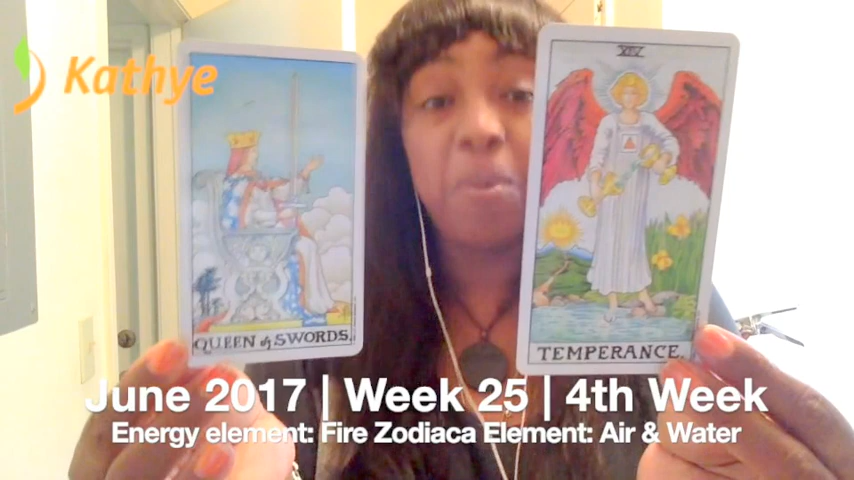 Kathye
XIV
QUEEN of SWORDS.
TEMPERANCE.
June 2017 | Week 25 | 4th Week
Energy element: Fire Zodiaca Element: Air & Water